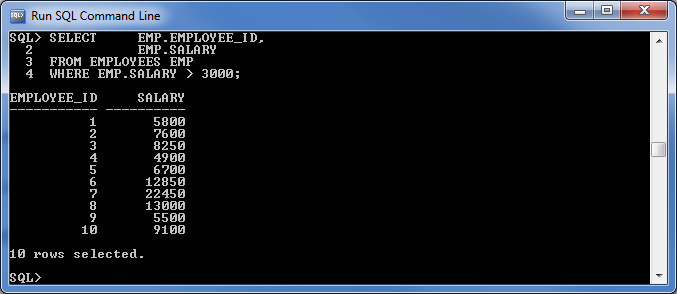 Run SQL Command Line
SQL> SELECT EMP.EMPLOYEE_ID,
2 EMP.SALARY
3 FROM EMPLOYEES EMP
4 WHERE EMP.SALARY > 3000;
EMPLOYEE_ID SALARY
----------- ----------
1 5800
2 7600
3 8250
4 4900
5 6700
6 12850
7 22450
8 13000
9 5500
10 9100
10 rows selected.
SQL>